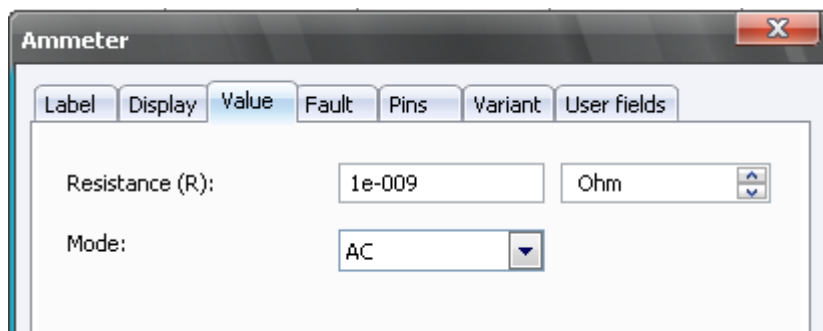 Ammeter
Label Display Value Fault Pins Variant User fields
Resistance (R): 1e-009 Ohm
Mode: AC